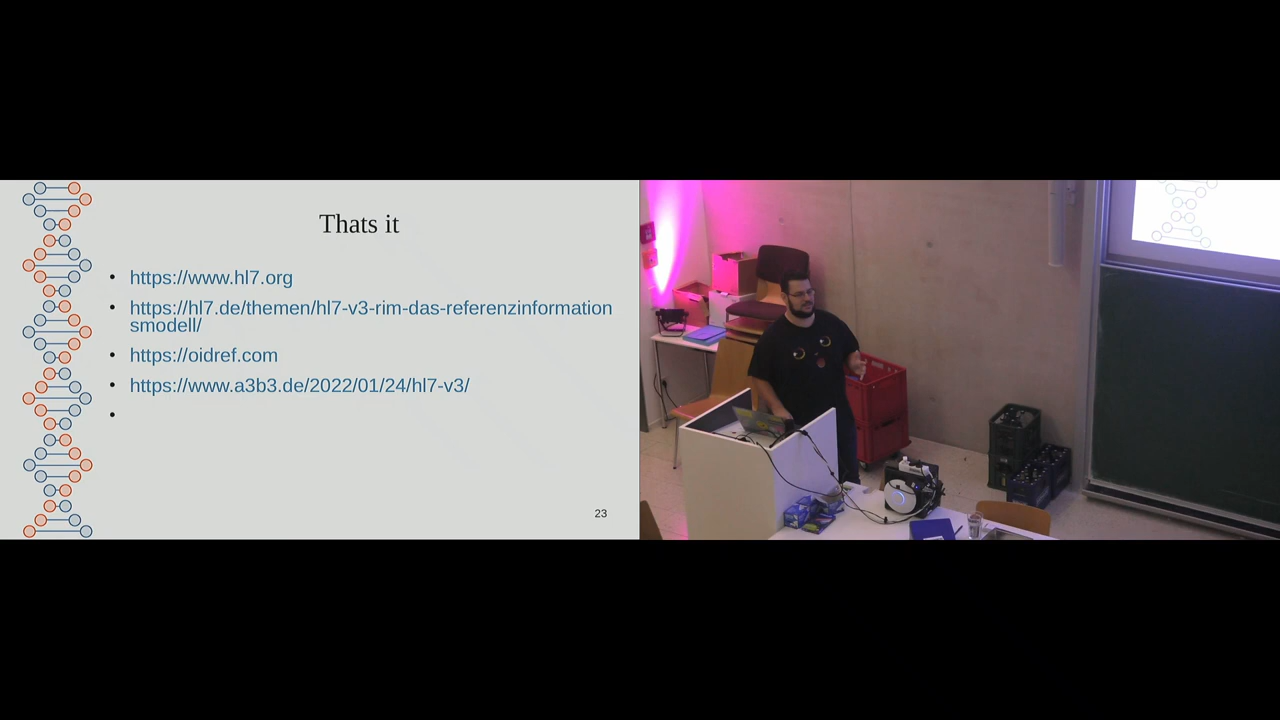 Thats it
• https://www.hl7.org
• https://hl7.de/themen/hl7-v3-rim-das-referenzinformation
smodell/
• https://oidref.com
• https://www.a3b3.de/2022/01/24/hl7-v3/
•
23